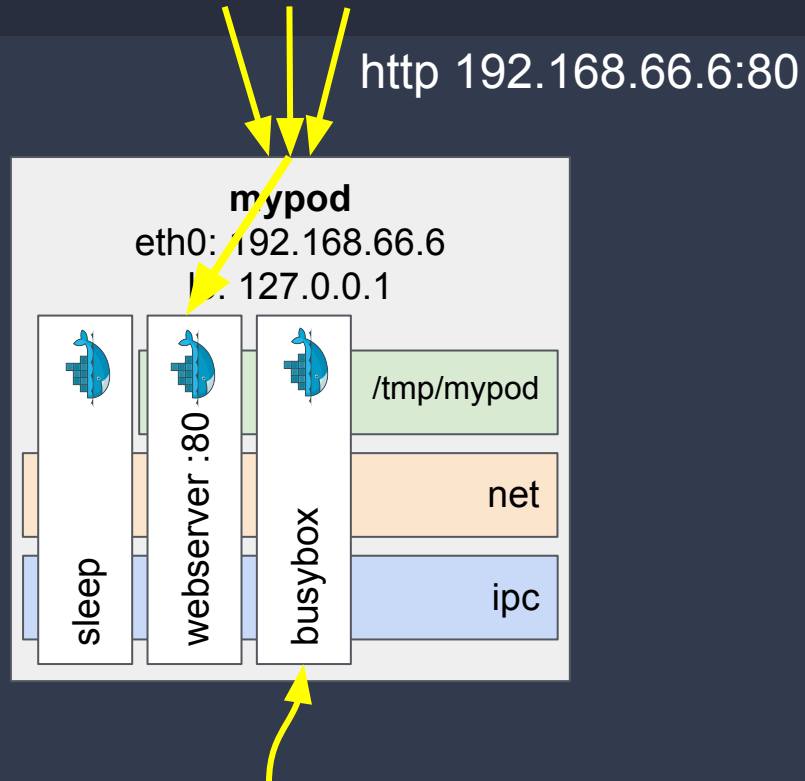 http 192.168.66.6:80
mypod
eth0: 192.168.66.6
127.0.0.1
/tmp/mypod
net
ipc
sleep
webserver :80
busybox